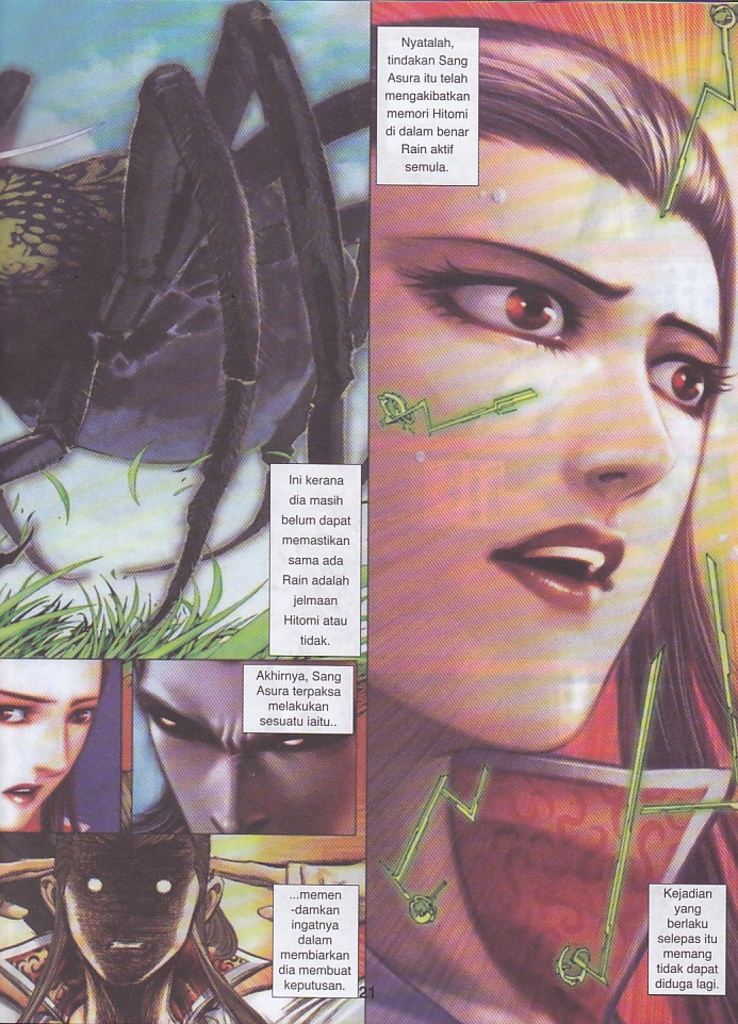 Ini kerana
dia masih
belum dapat
memastikan
sama ada
Rain adalah
jelmaan
Hitomi atau
tidak.
Akhirnya, Sang
Asura terpaksa
melakukan
sesuatu iaitu..
...memen
-damkan
ingatnya
dalam
membiarkan
dia membuat
keputusan.
Nyatalah,
tindakan Sang
Asura itu telah
mengakibatkan
memori Hitomi
di dalam benar
Rain aktif
semula.
Kejadian
yang
berlaku
selepas itu
memang
tidak dapat
diduga lagi.
21